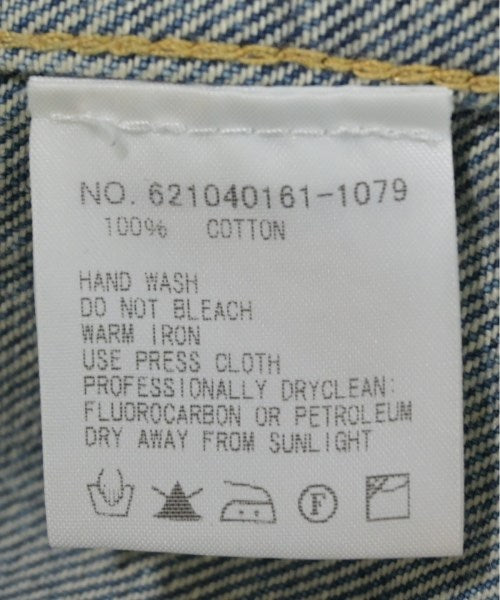 NO. 621040161-1079
100% COTTON
HAND WASH
DO NOT BLEACH
WARM IRON
USE PRESS CLOTH
PROFESSIONALLY DRYCLEAN:
FLUOROCARBON OR PETROLEUM
DRY AWAY FROM SUNLIGHT
F